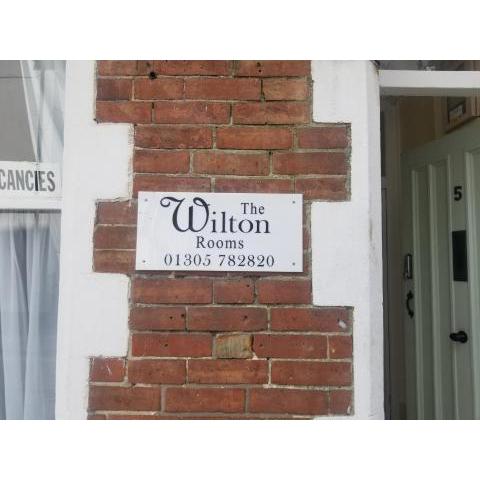 CANCIES
The
Wilton
Rooms
01305 782820
5